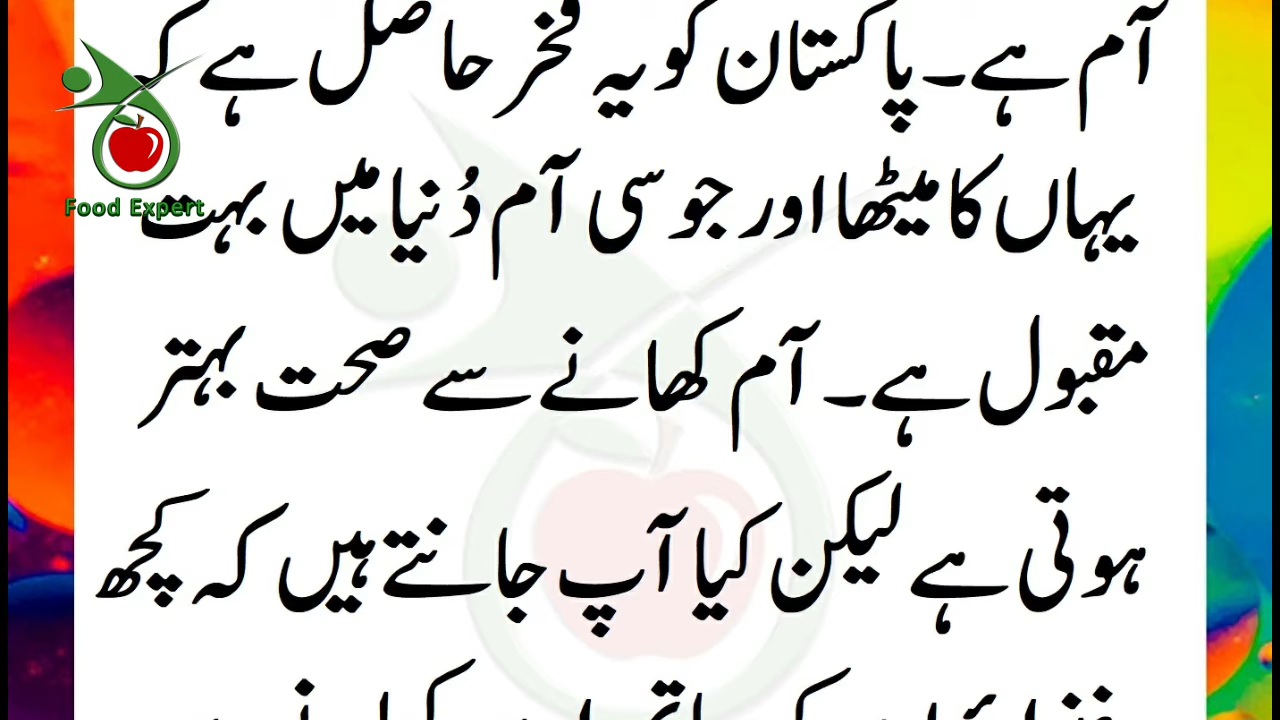 آم ہے۔ پاکستان کو یہ فخر حاصل ہے کہ
یہاں کا میٹھا اور جوسی آم دُنیا میں بہت
مقبول ہے۔ آم کھانے سے صحت بہتر
ہوتی ہے لیکن کیا آپ جانتے ہیں کہ کچھ
Food Expert